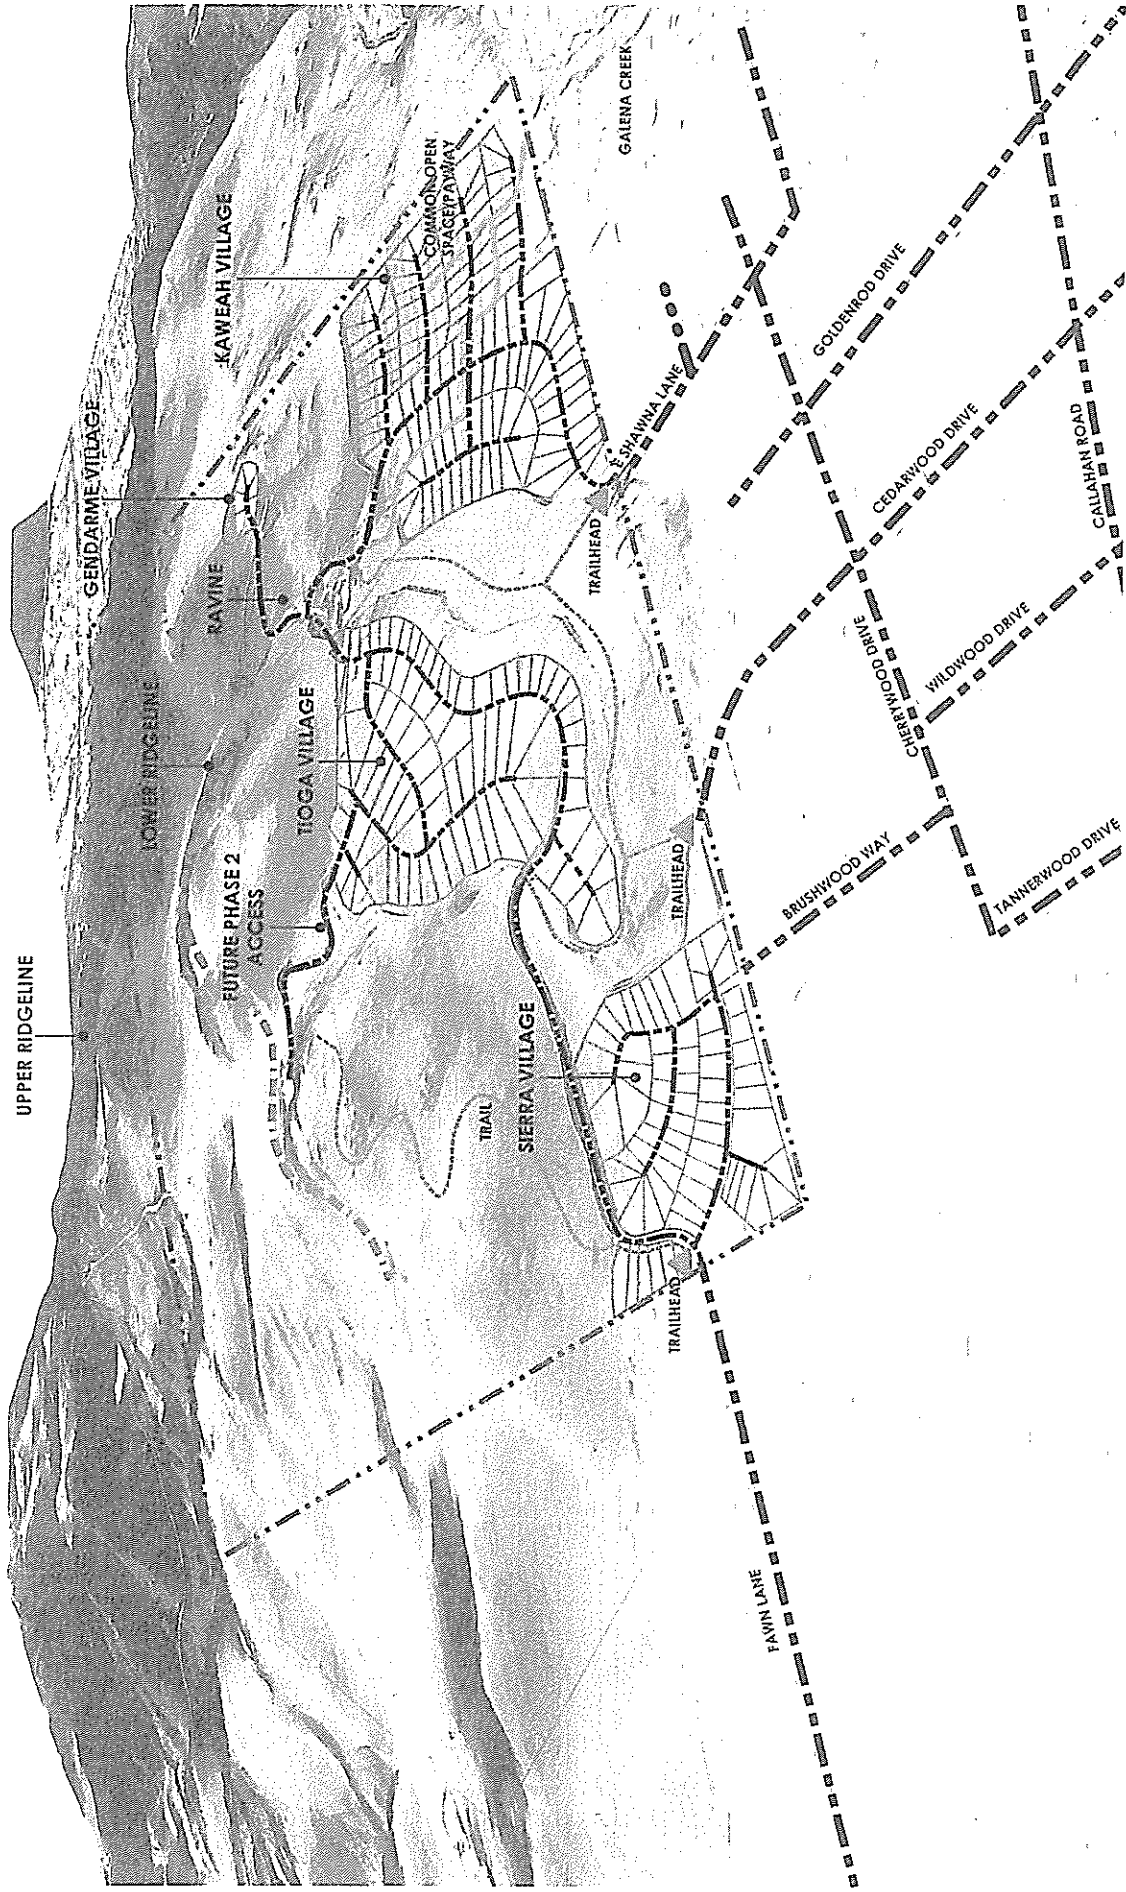 UPPER RIDGELINE
LOWER RIDGELINE
GENDARME VILLAGE
KAWEAH VILLAGE
RAVINE
FUTURE PHASE 2
ACCESS
TIOGA VILLAGE
COMMON OPEN
SPACE/PAYWAY
GALENA CREEK
TRAIL
SIERRA VILLAGE
TRAILHEAD
TRAILHEAD
TRAILHEAD
E SHAWNA LANE
FAWN LANE
BRUSHWOOD WAY
CHERRYWOOD DRIVE
GOLDENROD DRIVE
CEDARWOOD DRIVE
WILDWOOD DRIVE
TANNERWOOD DRIVE
CALLAHAN ROAD